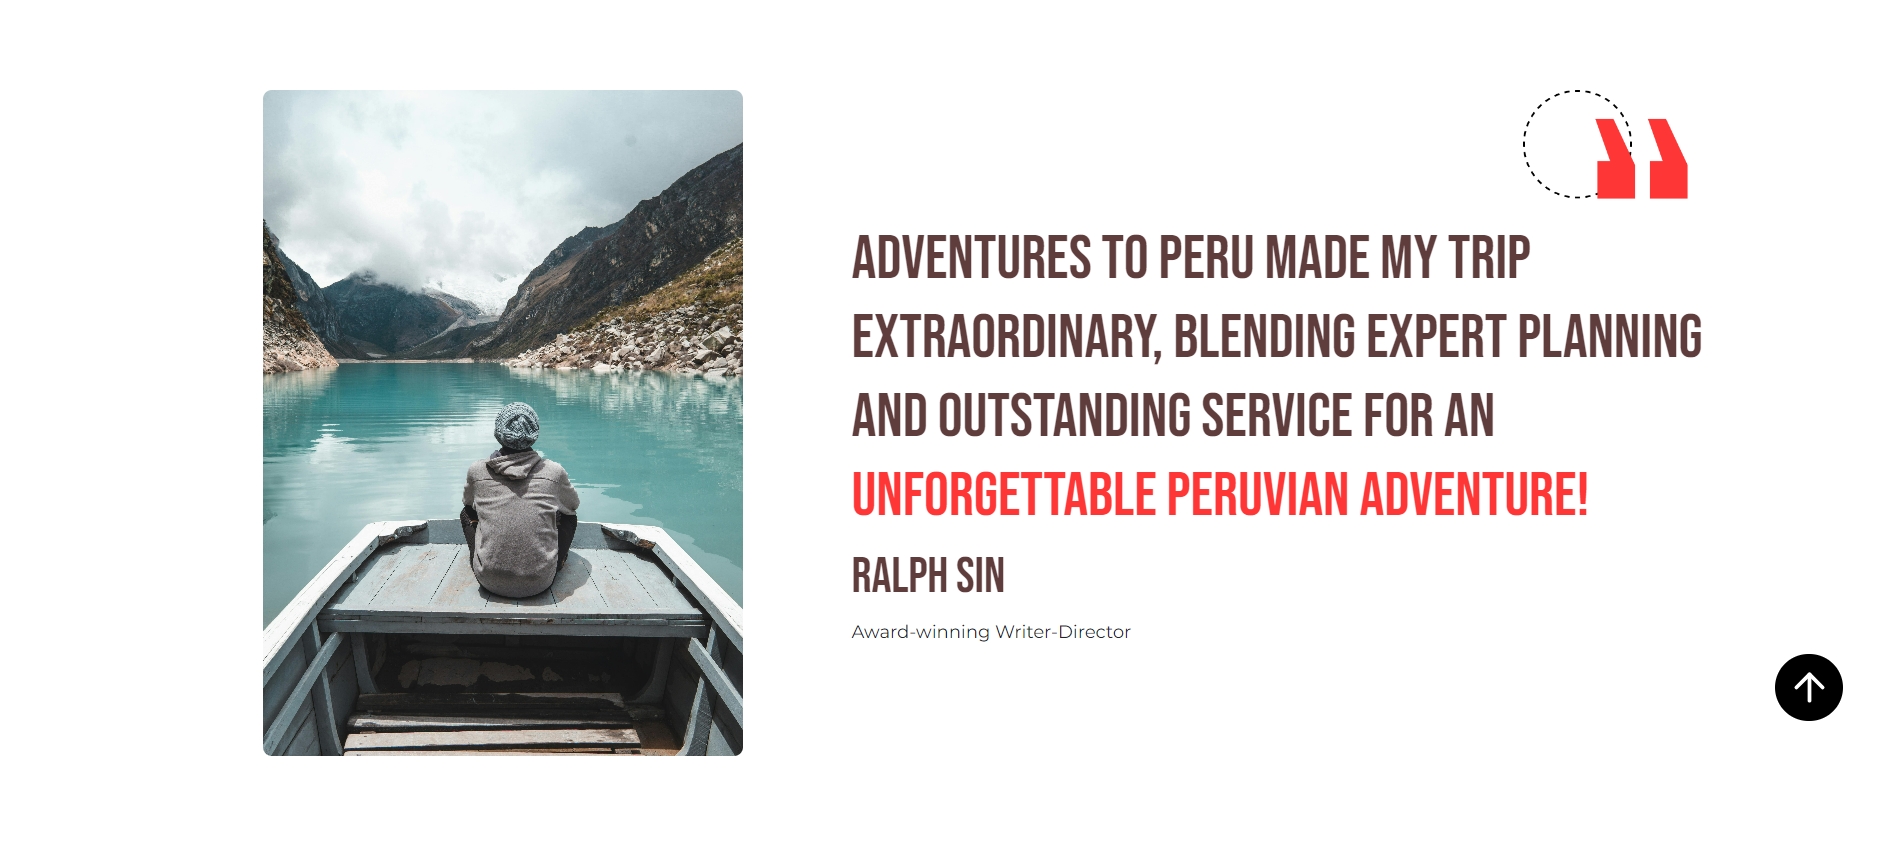 ADVENTURES TO PERU MADE MY TRIP
EXTRAORDINARY, BLENDING EXPERT PLANNING
AND OUTSTANDING SERVICE FOR AN
UNFORGETTABLE PERUVIAN ADVENTURE!
RALPH SIN
Award-winning Writer-Director